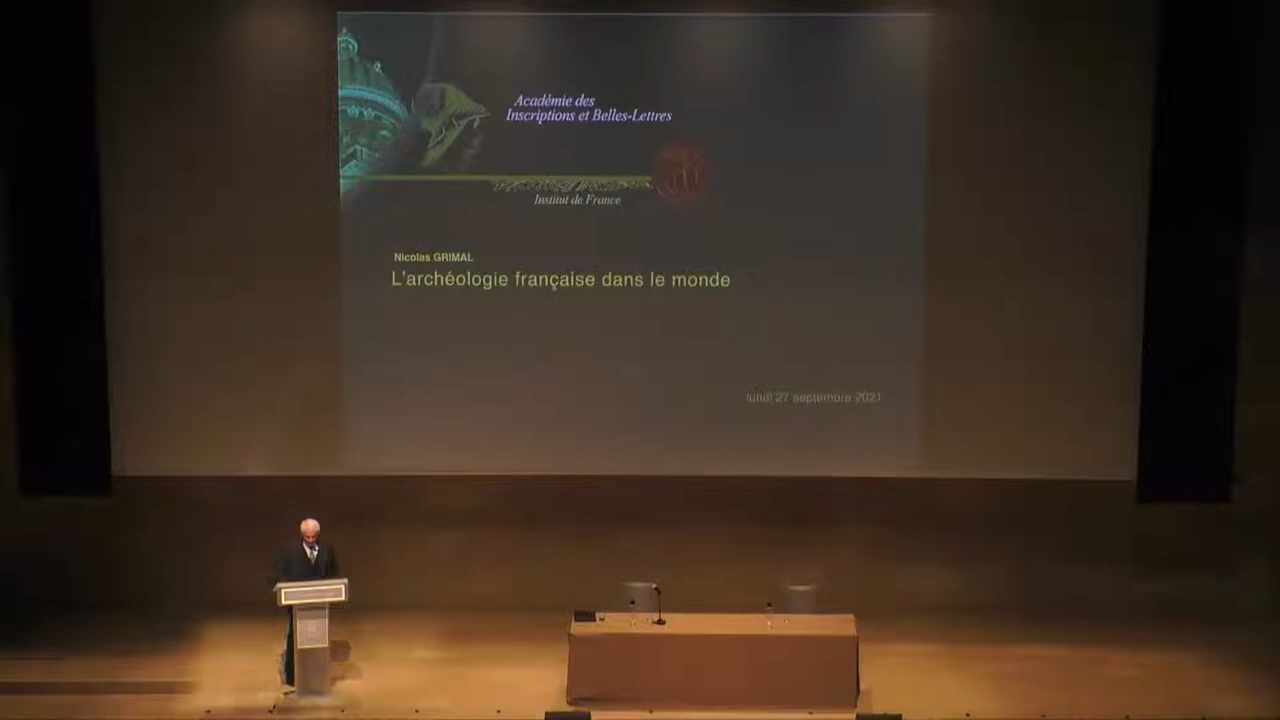 Académie des
Inscriptions et Belles-Lettres
Institut de France
Nicolas GRIMAL
L'archéologie française dans le monde
lundi 27 septembre 2021